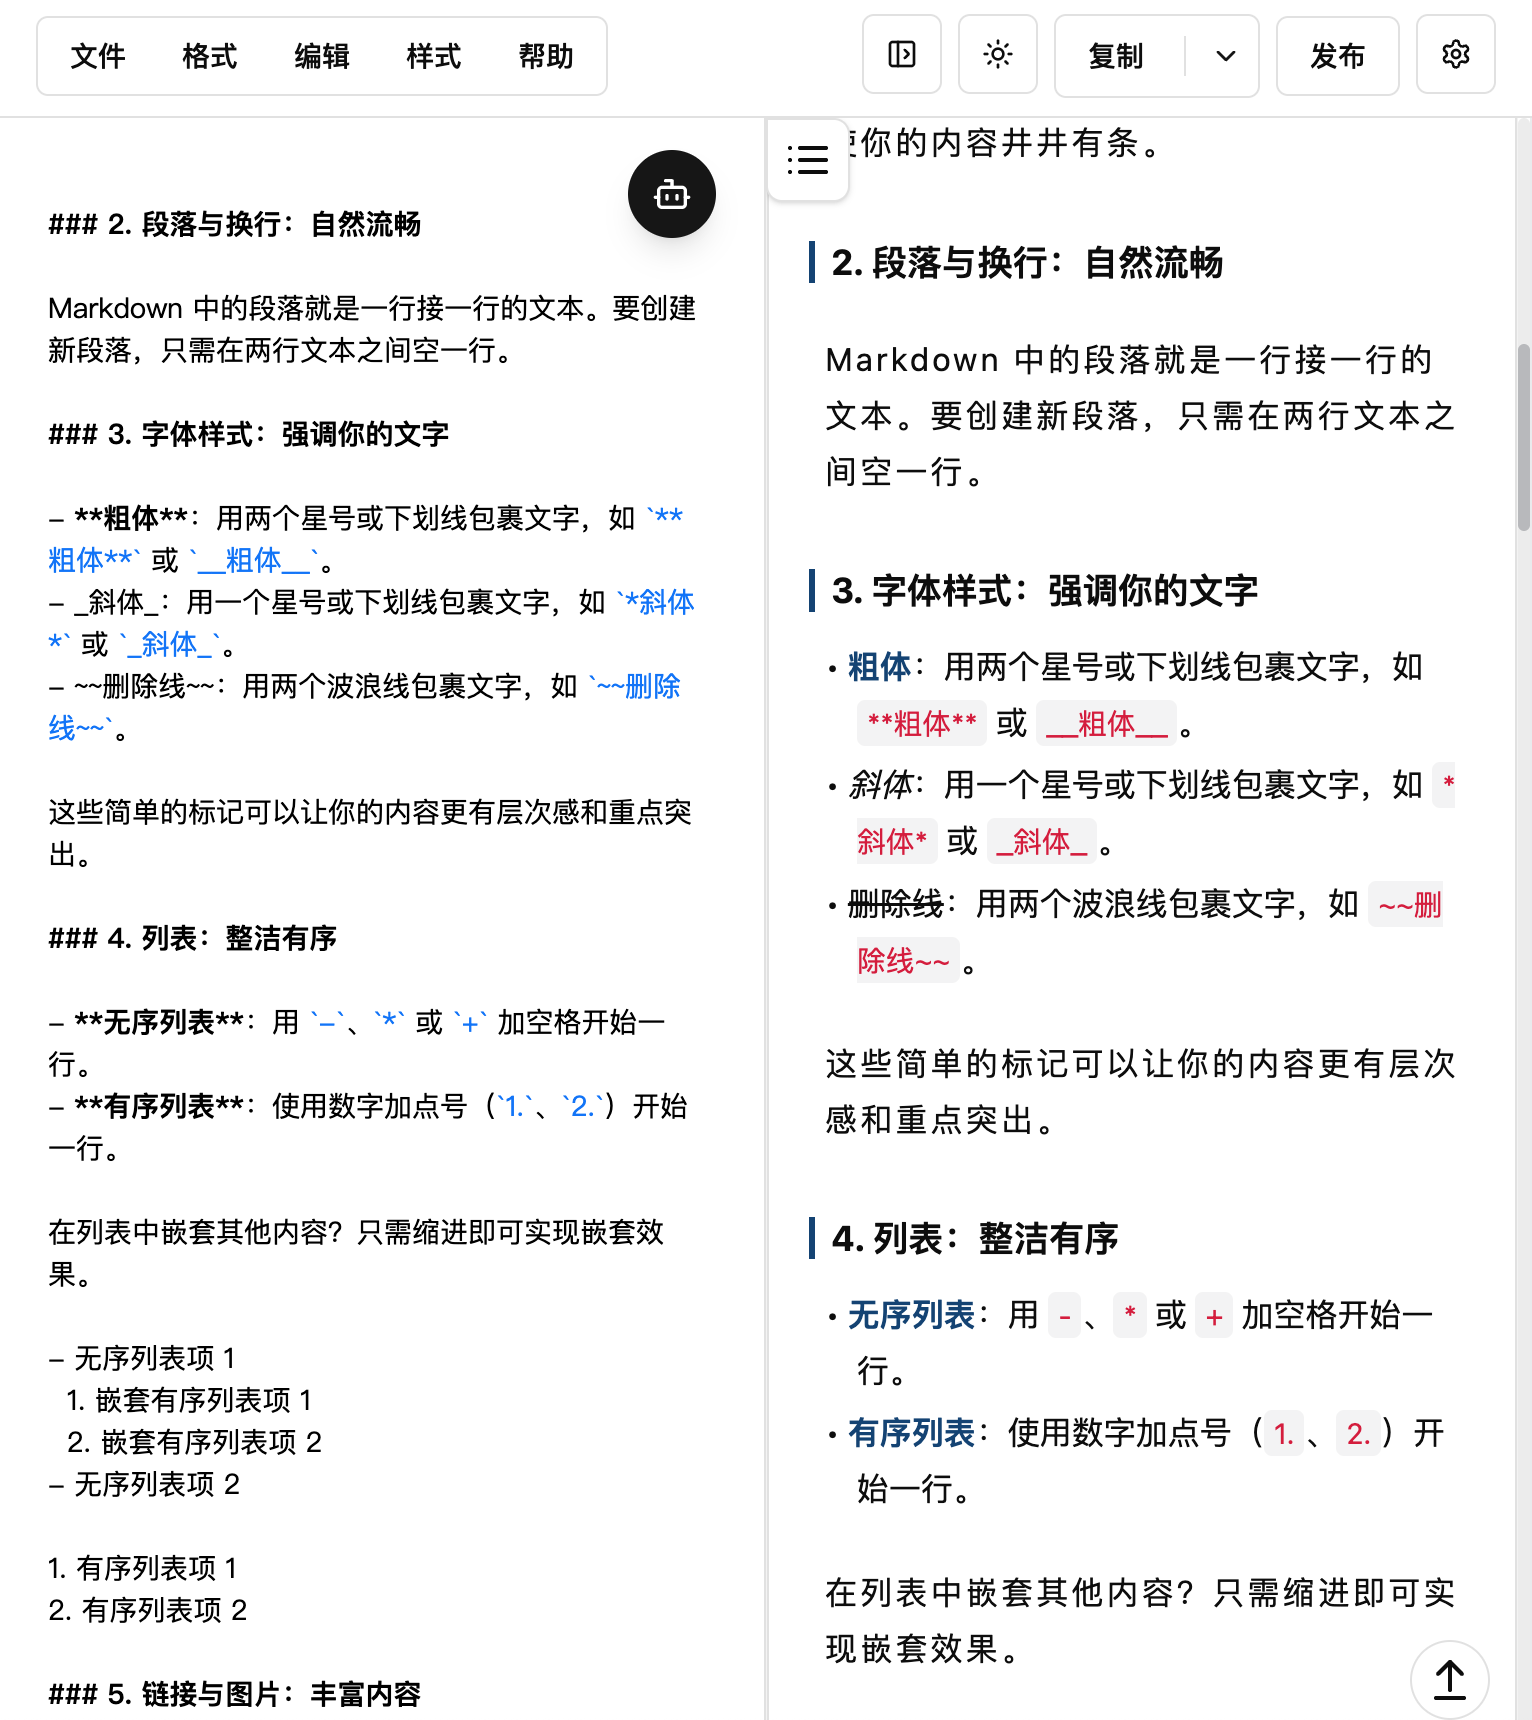 文件 格式 编辑 样式 帮助 复制 发布
### 2. 段落与换行：自然流畅
Markdown 中的段落就是一行接一行的文本。要创建
新段落，只需在两行文本之间空一行。
### 3. 字体样式：强调你的文字
- **粗体**：用两个星号或下划线包裹文字，如 `**
粗体**` 或 `__粗体__`。
- _斜体_：用一个星号或下划线包裹文字，如 `*斜体
*` 或 `_斜体_`。
- ~~删除线~~：用两个波浪线包裹文字，如 `~~删除
线~~`。
这些简单的标记可以让你的内容更有层次感和重点突
出。
### 4. 列表：整洁有序
- **无序列表**：用 `-`、`*` 或 `+` 加空格开始一
行。
- **有序列表**：使用数字加点号（`1.`、`2.`）开始
一行。
在列表中嵌套其他内容？只需缩进即可实现嵌套效
果。
- 无序列表项 1
1. 嵌套有序列表项 1
2. 嵌套有序列表项 2
- 无序列表项 2
1. 有序列表项 1
2. 有序列表项 2
### 5. 链接与图片：丰富内容
你的内容井井有条。
2. 段落与换行：自然流畅
Markdown 中的段落就是一行接一行的
文本。要创建新段落，只需在两行文本之
间空一行。
3. 字体样式：强调你的文字
• 粗体：用两个星号或下划线包裹文字，如
**粗体** 或 __粗体__。
• 斜体：用一个星号或下划线包裹文字，如 *
斜体* 或 _斜体_。
• 删除线：用两个波浪线包裹文字，如 ~~删
除线~~。
这些简单的标记可以让你的内容更有层次
感和重点突出。
4. 列表：整洁有序
• 无序列表：用 -、* 或 + 加空格开始一
行。
• 有序列表：使用数字加点号（1.、2.）开
始一行。
在列表中嵌套其他内容？只需缩进即可实
现嵌套效果。